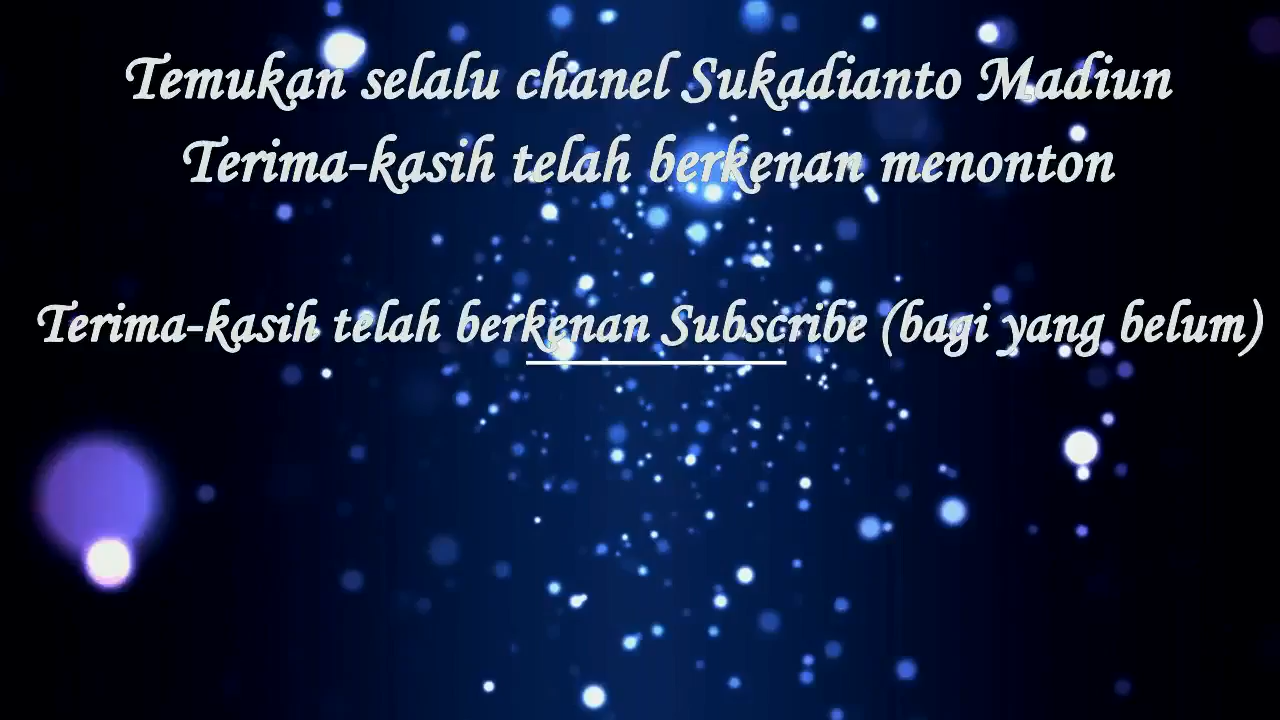 Temukan selalu chanel Sukadianto Madiun
Terima-kasih telah berkenan menonton
Terima-kasih telah berkenan Subscribe (bagi yang belum)